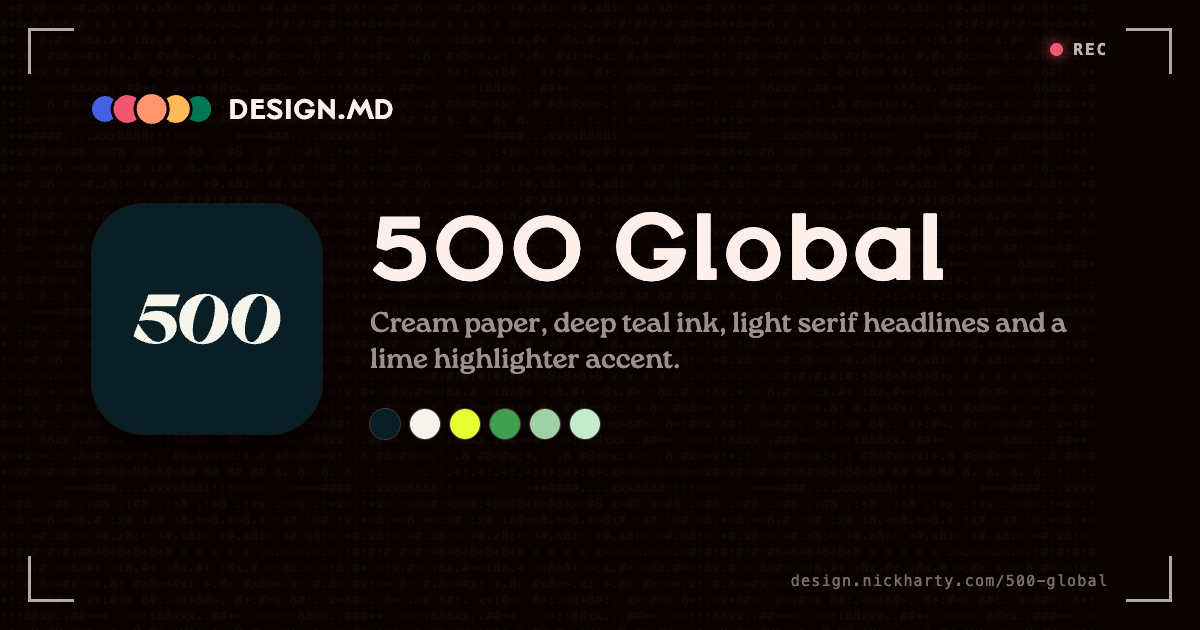 REC
DESIGN.MD
500
500 Global
Cream paper, deep teal ink, light serif headlines and a
lime highlighter accent.
design.nickharty.com/500-global